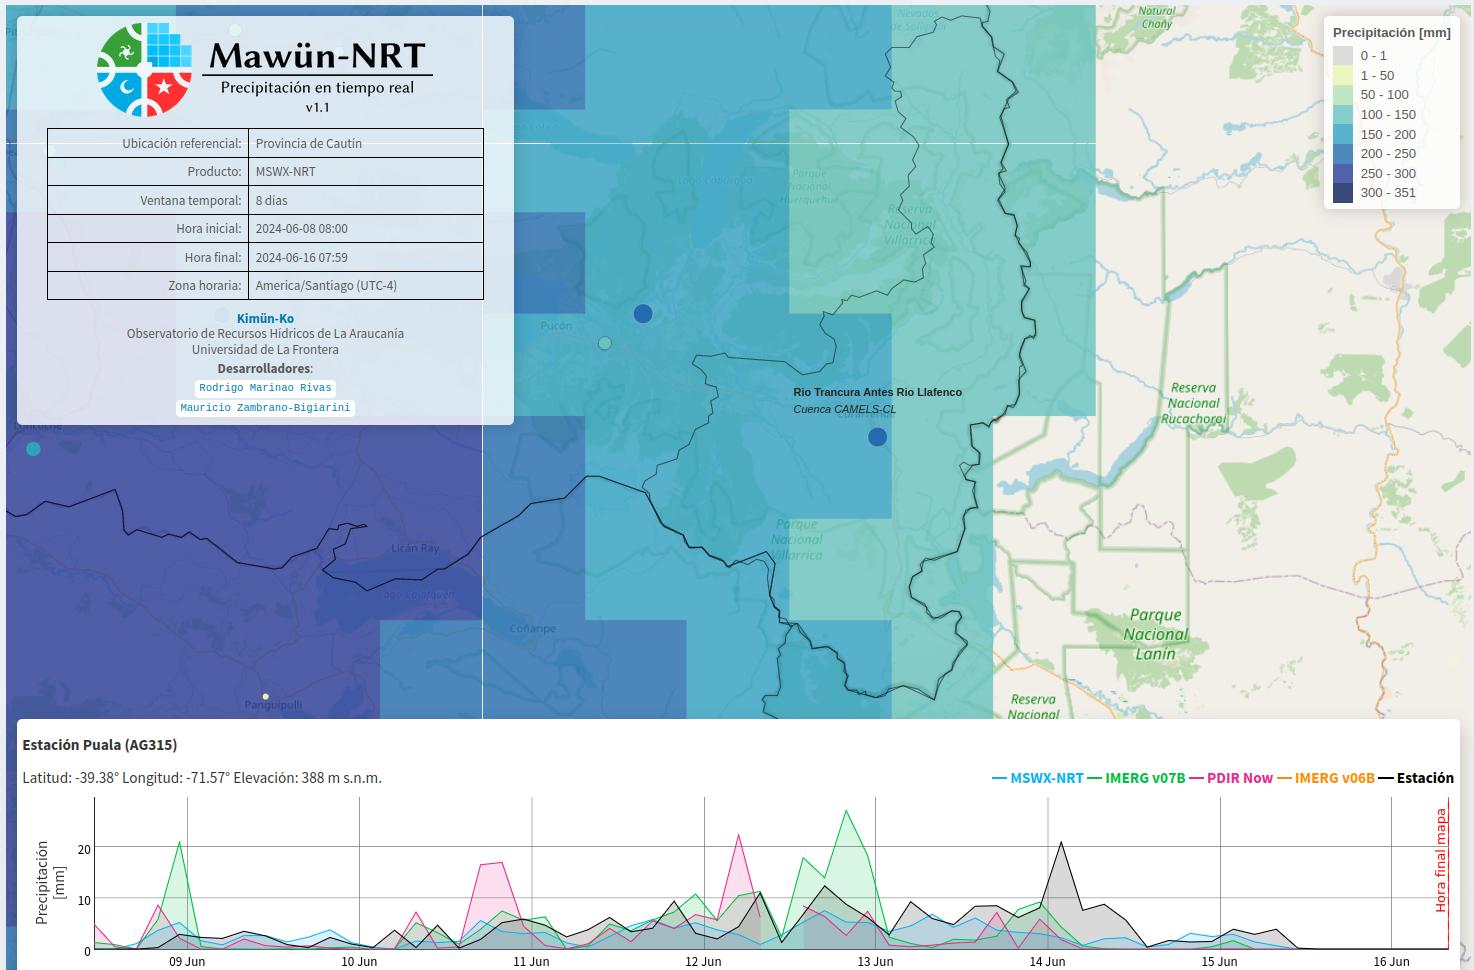 Mawün-NRT
Precipitación en tiempo real
v1.1
Ubicación referencial: Provincia de Cautín
Producto: MSWX-NRT
Ventana temporal: 8 días
Hora inicial: 2024-06-08 08:00
Hora final: 2024-06-16 07:59
Zona horaria: America/Santiago (UTC-4)
Kimün-Ko
Observatorio de Recursos Hídricos de La Araucanía
Universidad de La Frontera
Desarrolladores:
Rodrigo Marinao Rivas
Mauricio Zambrano-Bigiarini
Natural
Chañy
Precipitación [mm]
0 - 1
1 - 50
50 - 100
100 - 150
150 - 200
200 - 250
250 - 300
300 - 351
Lago Caburgua
Parque
Nacional
Huerquehue
Reserva
Nacional
Villarrica
Pucón
Rio Trancura Antes Rio Llafenco
Cuenca CAMELS-CL
Curarrehue
Reserva
Nacional
Rucachoroi
Parque
Nacional
Villarrica
Licán Ray
Lago Calafquén
Coñaripe
Panguipulli
Parque
Nacional
Lanín
Reserva
Nacional
Estación Puala (AG315)
Latitud: -39.38° Longitud: -71.57° Elevación: 388 m s.n.m.
MSWX-NRT IMERG v07B PDIR Now IMERG v06B Estación
Precipitación
[mm]
20
10
0
Hora final mapa
09 Jun 10 Jun 11 Jun 12 Jun 13 Jun 14 Jun 15 Jun 16 Jun